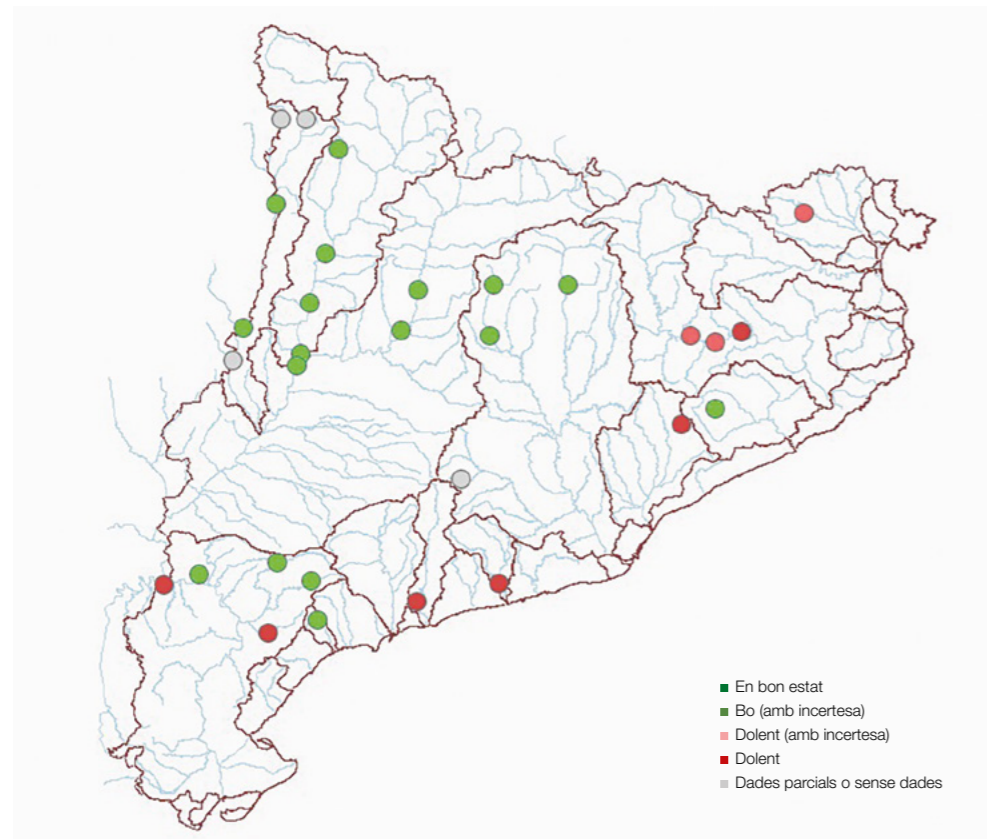 En bon estat
Bo (amb incertesa)
Dolent (amb incertesa)
Dolent
Dades parcials o sense dades